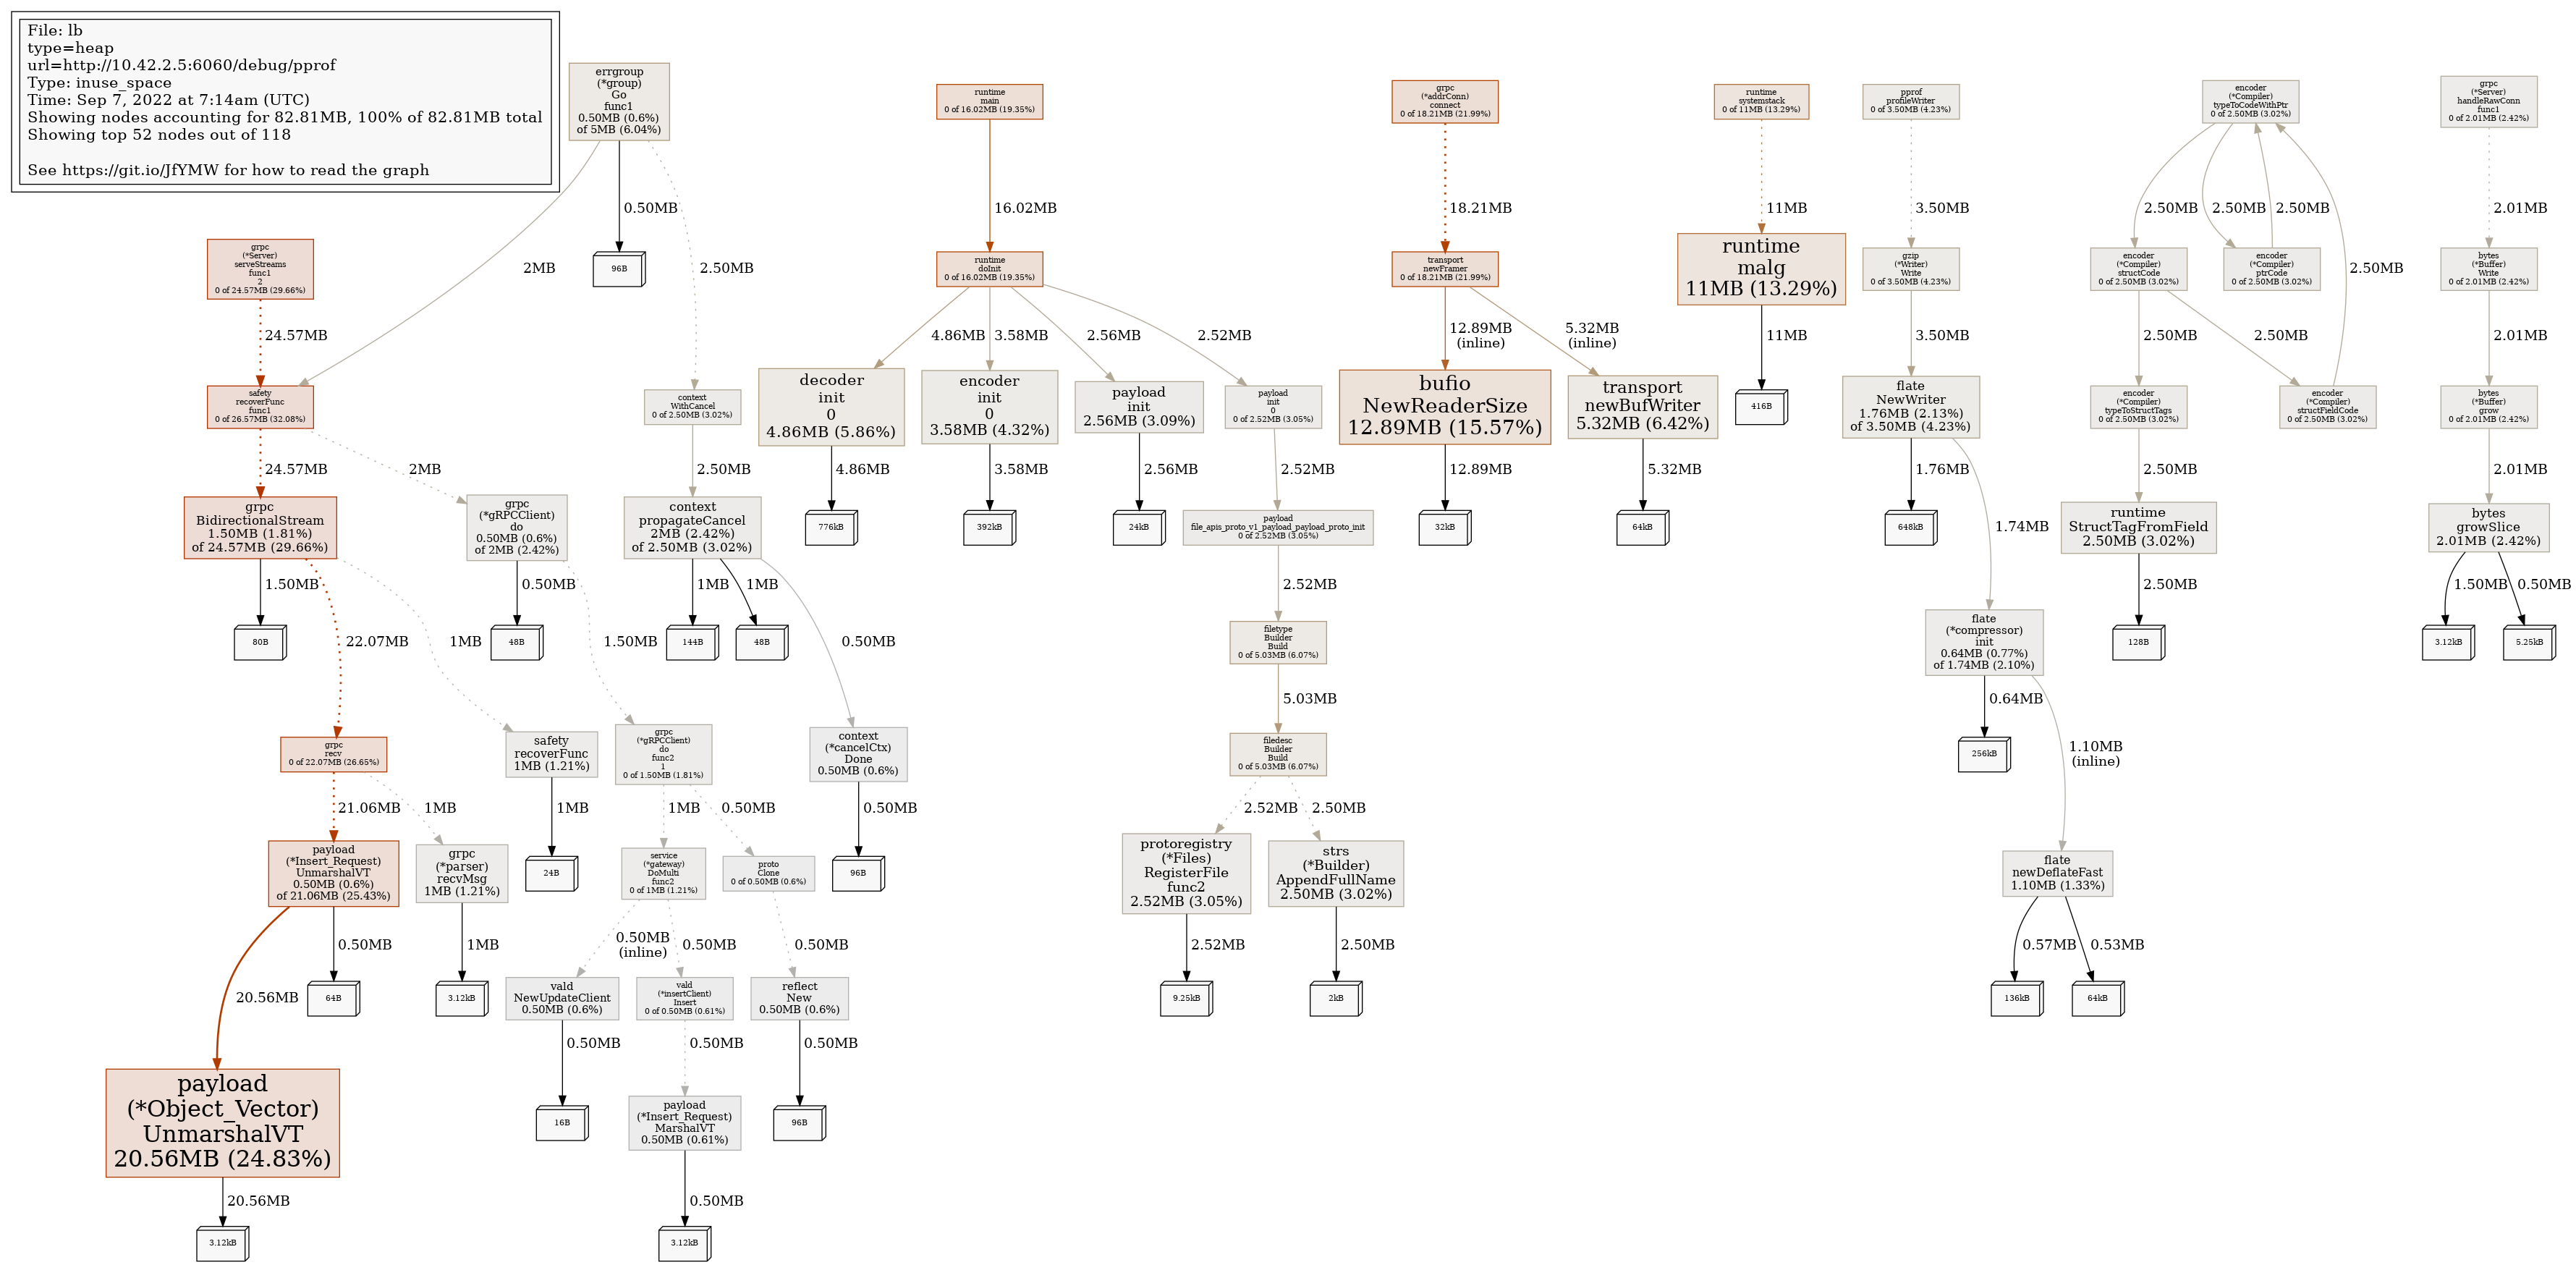 File: lb
type=heap
url=http://10.42.2.5:6060/debug/pprof
Type: inuse_space
Time: Sep 7, 2022 at 7:14am (UTC)
Showing nodes accounting for 82.81MB, 100% of 82.81MB total
Showing top 52 nodes out of 118
See https://git.io/JfYMW for how to read the graph
errgroup
(*group)
Go
func1
0.50MB (0.6%)
of 5MB (6.04%)
runtime
main
0 of 16.02MB (19.35%)
grpc
(*addrConn)
connect
0 of 18.21MB (21.99%)
runtime
systemstack
0 of 11MB (13.29%)
pprof
profileWriter
0 of 3.50MB (4.23%)
encoder
(*Compiler)
typeToCodeWithPtr
0 of 2.50MB (3.02%)
grpc
(*Server)
handleRawConn
func1
0 of 2.01MB (2.42%)
0.50MB
16.02MB
18.21MB
11MB
3.50MB
2.50MB
2.50MB
2.50MB
2.01MB
grpc
(*Server)
serveStreams
func1
2
0 of 24.57MB (29.66%)
2MB
96B
2.50MB
runtime
doInit
0 of 16.02MB (19.35%)
transport
newFramer
0 of 18.21MB (21.99%)
runtime
malg
11MB (13.29%)
gzip
(*Writer)
Write
0 of 3.50MB (4.23%)
encoder
(*Compiler)
structCode
0 of 2.50MB (3.02%)
encoder
(*Compiler)
ptrCode
0 of 2.50MB (3.02%)
2.50MB
bytes
(*Buffer)
Write
0 of 2.01MB (2.42%)
24.57MB
4.86MB
3.58MB
2.56MB
2.52MB
12.89MB
(inline)
5.32MB
(inline)
11MB
3.50MB
2.50MB
2.50MB
2.01MB
safety
recoverFunc
func1
0 of 26.57MB (32.08%)
context
WithCancel
0 of 2.50MB (3.02%)
decoder
init
0
4.86MB (5.86%)
encoder
init
0
3.58MB (4.32%)
payload
init
2.56MB (3.09%)
payload
init
0
0 of 2.52MB (3.05%)
bufio
NewReaderSize
12.89MB (15.57%)
transport
newBufWriter
5.32MB (6.42%)
416B
flate
NewWriter
1.76MB (2.13%)
of 3.50MB (4.23%)
encoder
(*Compiler)
typeToStructTags
0 of 2.50MB (3.02%)
encoder
(*Compiler)
structFieldCode
0 of 2.50MB (3.02%)
bytes
(*Buffer)
grow
0 of 2.01MB (2.42%)
24.57MB
2MB
2.50MB
4.86MB
3.58MB
2.56MB
2.52MB
12.89MB
5.32MB
1.76MB
2.50MB
2.01MB
grpc
BidirectionalStream
1.50MB (1.81%)
of 24.57MB (29.66%)
grpc
(*gRPCClient)
do
0.50MB (0.6%)
of 2MB (2.42%)
context
propagateCancel
2MB (2.42%)
of 2.50MB (3.02%)
776kB
392kB
24kB
payload
file_apis_proto_v1_payload_payload_proto_init
0 of 2.52MB (3.05%)
32kB
64kB
648kB
1.74MB
runtime
StructTagFromField
2.50MB (3.02%)
bytes
growSlice
2.01MB (2.42%)
1.50MB
0.50MB
1MB
1MB
2.52MB
2.50MB
1.50MB
0.50MB
80B
22.07MB
1MB
48B
1.50MB
144B
48B
0.50MB
filetype
Builder
Build
0 of 5.03MB (6.07%)
flate
(*compressor)
init
0.64MB (0.77%)
of 1.74MB (2.10%)
128B
3.12kB
5.25kB
5.03MB
0.64MB
grpc
recv
0 of 22.07MB (26.65%)
safety
recoverFunc
1MB (1.21%)
grpc
(*gRPCClient)
do
func2
1
0 of 1.50MB (1.81%)
context
(*cancelCtx)
Done
0.50MB (0.6%)
filedesc
Builder
Build
0 of 5.03MB (6.07%)
256kB
1.10MB
(inline)
21.06MB
1MB
1MB
1MB
0.50MB
0.50MB
2.52MB
2.50MB
payload
(*Insert_Request)
UnmarshalVT
0.50MB (0.6%)
of 21.06MB (25.43%)
grpc
(*parser)
recvMsg
1MB (1.21%)
24B
service
(*gateway)
DoMulti
func2
0 of 1MB (1.21%)
proto
Clone
0 of 0.50MB (0.6%)
96B
protoregistry
(*Files)
RegisterFile
func2
2.52MB (3.05%)
strs
(*Builder)
AppendFullName
2.50MB (3.02%)
flate
newDeflateFast
1.10MB (1.33%)
0.50MB
1MB
0.50MB
(inline)
0.50MB
0.50MB
2.52MB
2.50MB
0.57MB
0.53MB
20.56MB
64B
3.12kB
vald
NewUpdateClient
0.50MB (0.6%)
vald
(*insertClient)
Insert
0 of 0.50MB (0.61%)
reflect
New
0.50MB (0.6%)
9.25kB
2kB
136kB
64kB
0.50MB
0.50MB
0.50MB
payload
(*Object_Vector)
UnmarshalVT
20.56MB (24.83%)
16B
payload
(*Insert_Request)
MarshalVT
0.50MB (0.61%)
96B
20.56MB
0.50MB
3.12kB
3.12kB